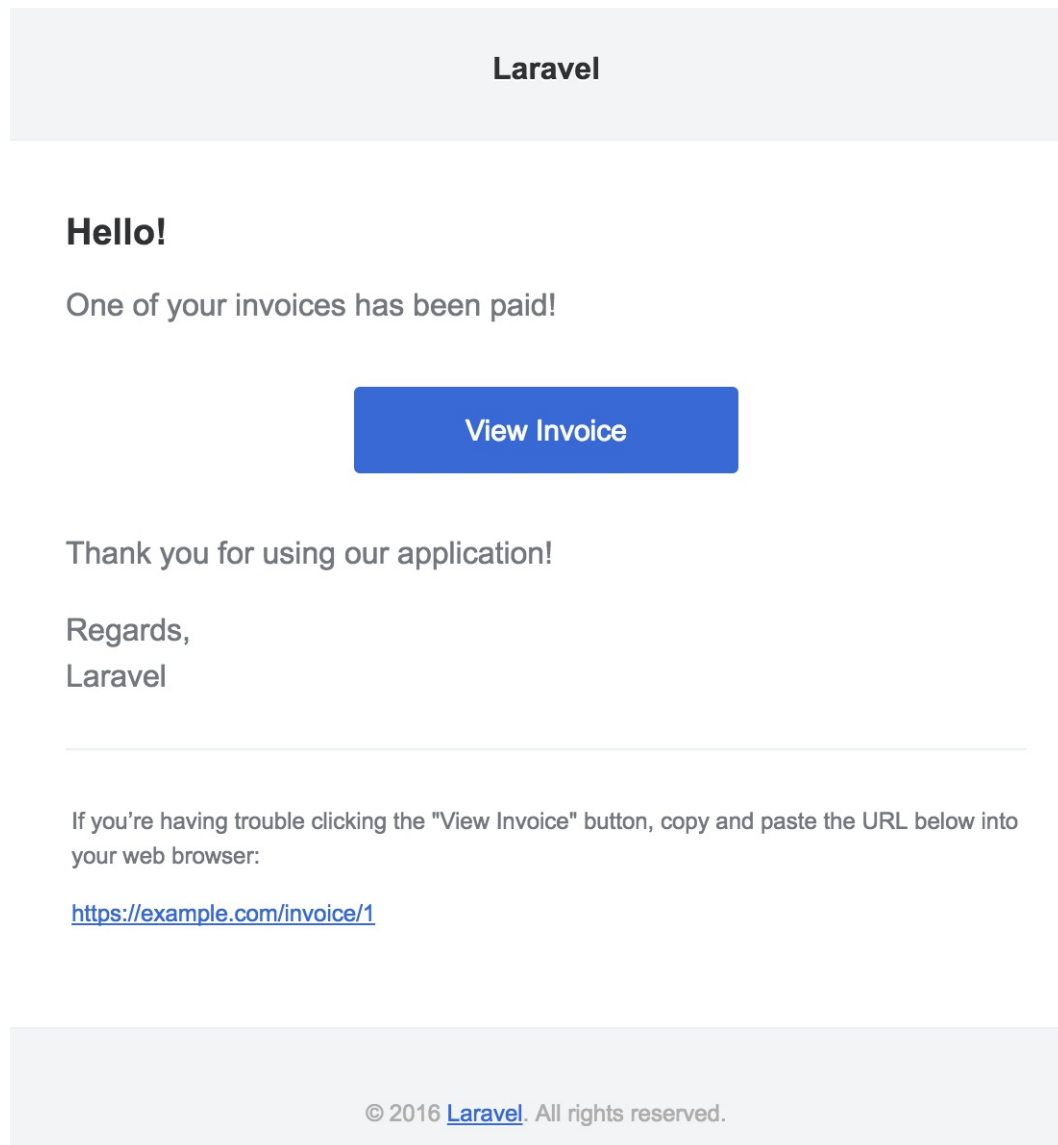 Laravel
Hello!
One of your invoices has been paid!
View Invoice
Thank you for using our application!
Regards,
Laravel
If you’re having trouble clicking the "View Invoice" button, copy and paste the URL below into
your web browser:
https://example.com/invoice/1
© 2016 Laravel. All rights reserved.